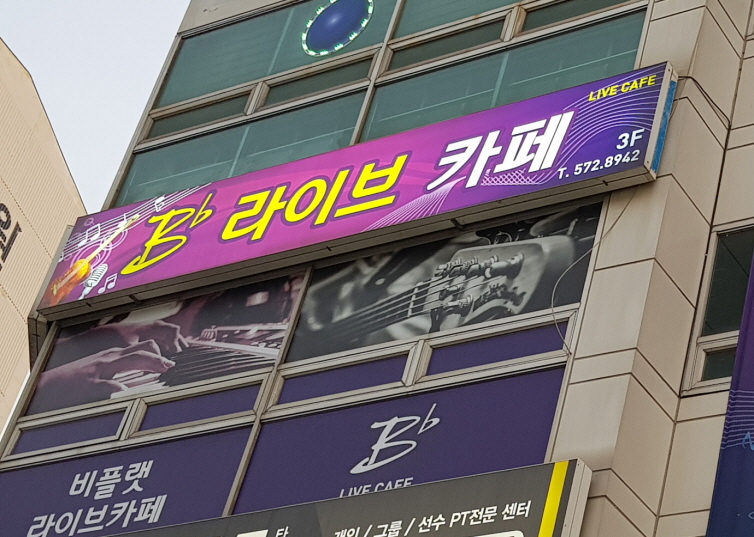 LIVE CAFE
B♭ 라이브 카페
3F
T. 572.8942
B♭
LIVE CAFE
비플랫
라이브카페
개인 / 그룹 / 선수 PT전문 센터